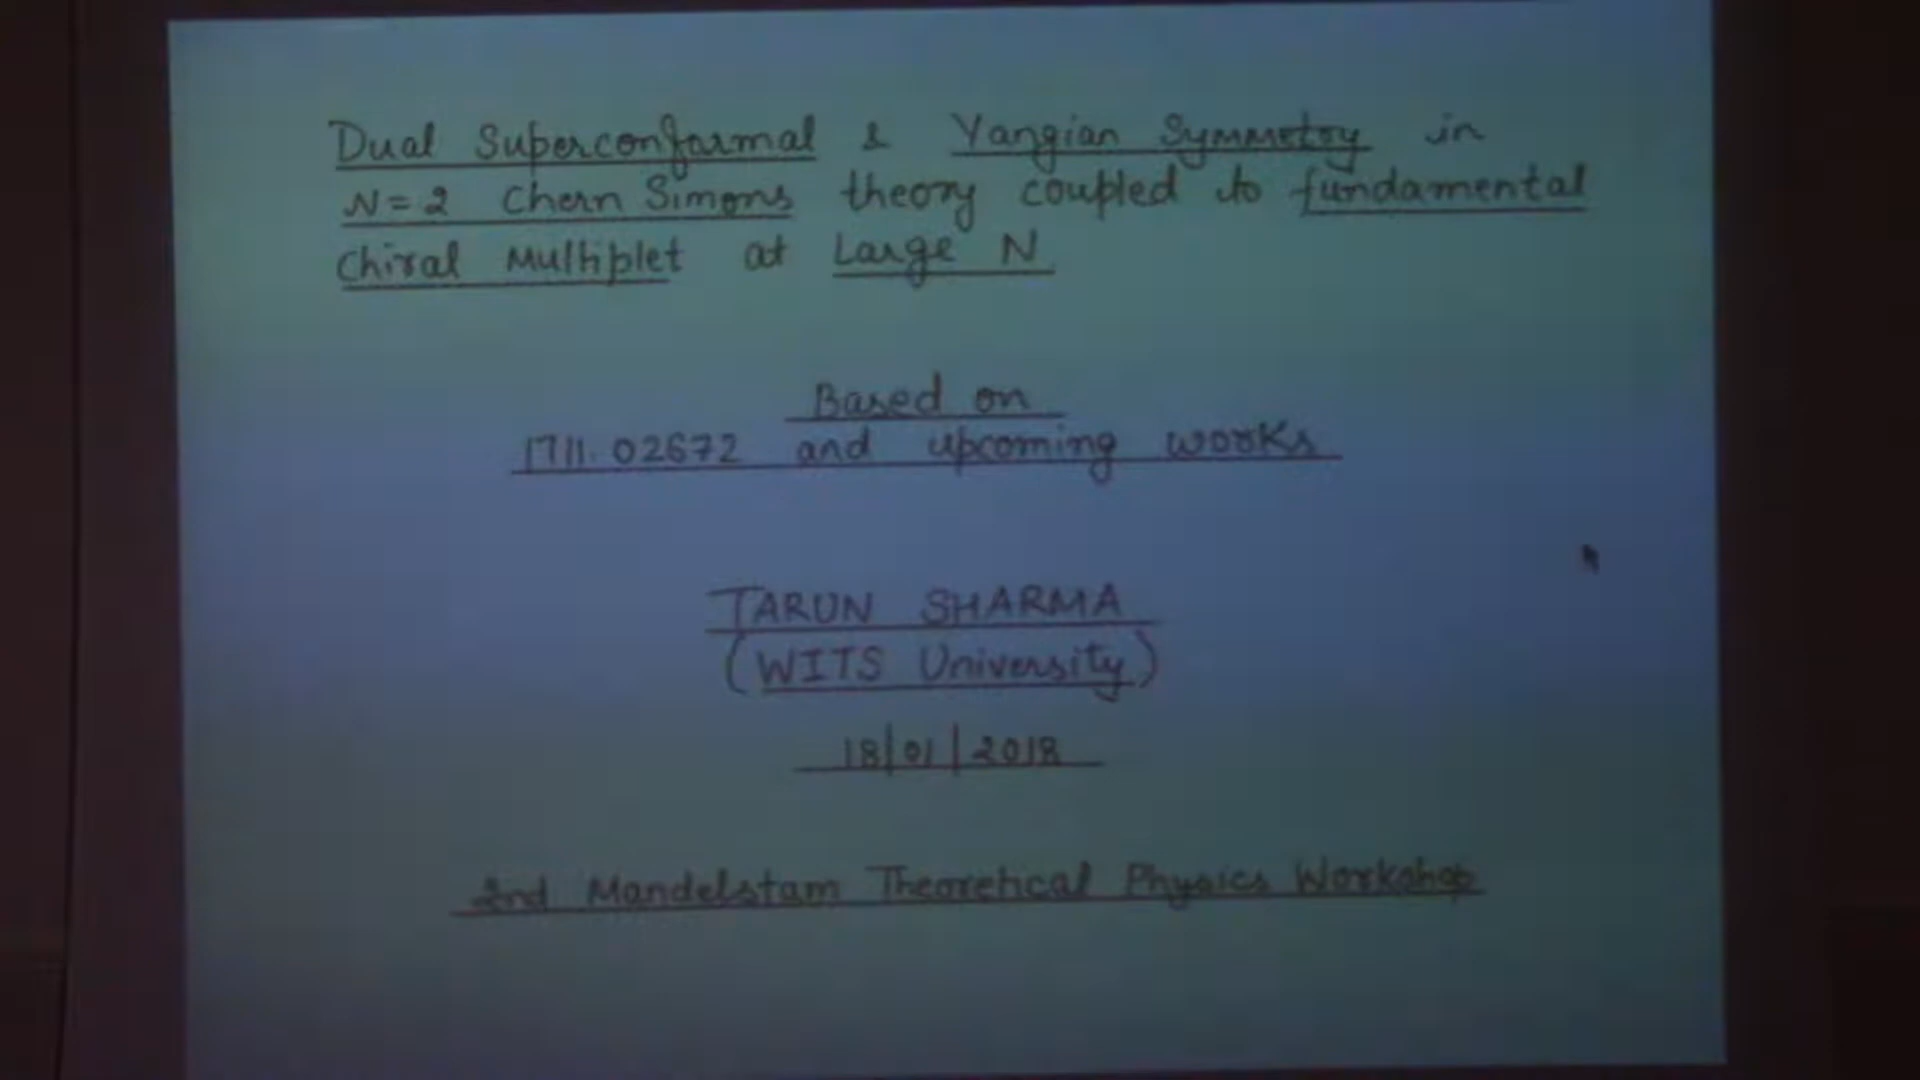 Dual Superconformal & Yangian Symmetry in
N=2 Chern Simons theory coupled to fundamental
Chiral Multiplet at Large N
Based on
1711.02672 and upcoming works
TARUN SHARMA
(WITS University)
18/01/2018
2nd Mandelstam Theoretical Physics Workshop